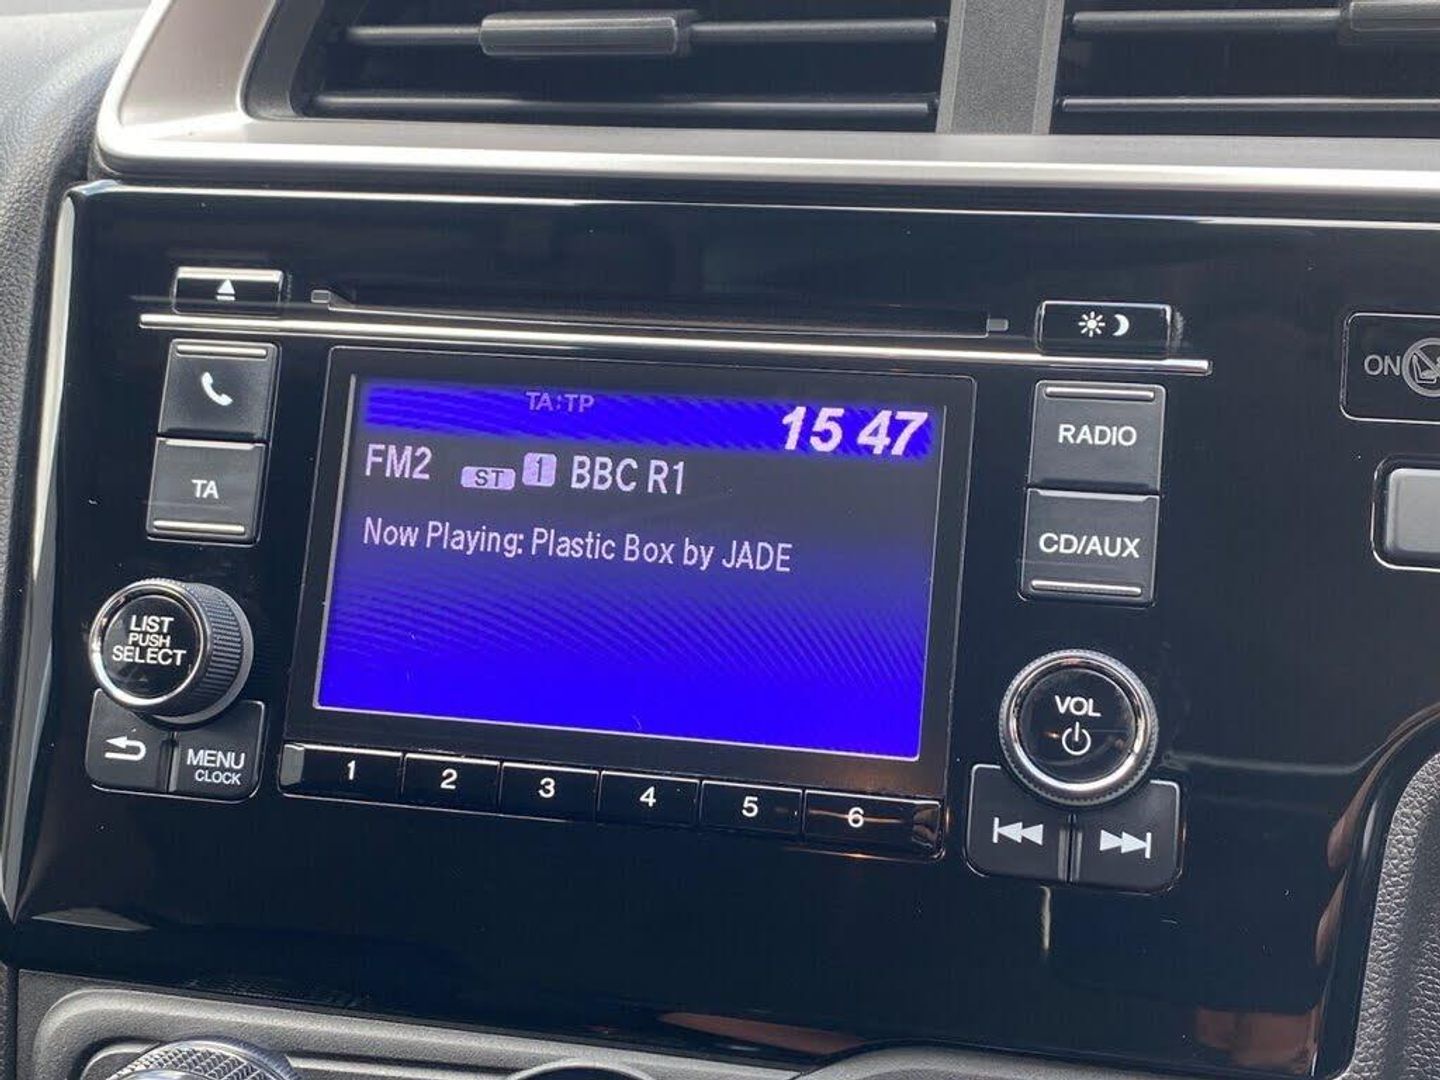 TA:TP
15 47
FM2 ST 1 BBC R1
Now Playing: Plastic Box by JADE
TA
LIST
PUSH
SELECT
MENU
CLOCK
1 2 3 4 5 6
RADIO
CD/AUX
VOL
ON